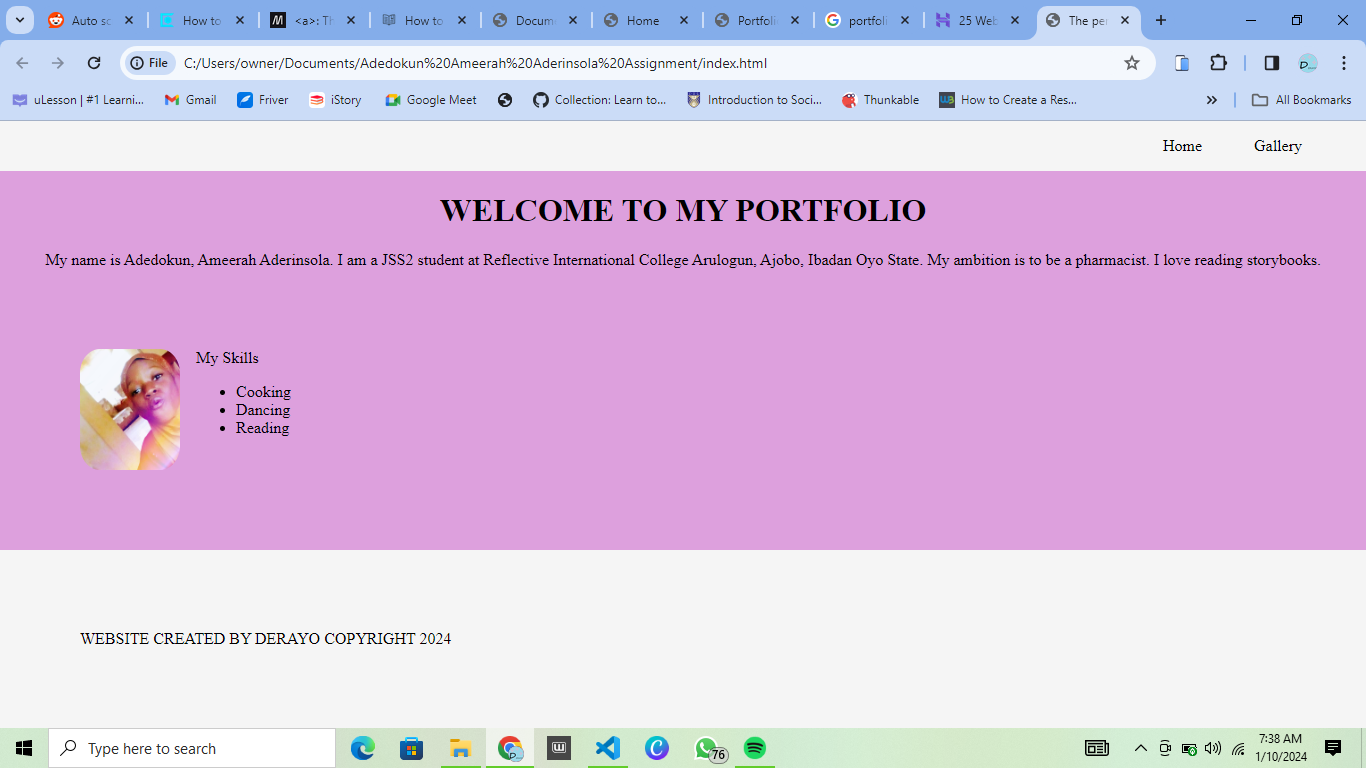 Auto sc
How to
<a>: Th
How to
Docume
Home
Portfoli
portfoli
25 Web
The per
File
C:/Users/owner/Documents/Adedokun%20Ameerah%20Aderinsola%20Assignment/index.html
uLesson | #1 Learni...
Gmail
Friver
iStory
Google Meet
Collection: Learn to...
Introduction to Soci...
Thunkable
How to Create a Res...
All Bookmarks
Home
Gallery
WELCOME TO MY PORTFOLIO
My name is Adedokun, Ameerah Aderinsola. I am a JSS2 student at Reflective International College Arulogun, Ajobo, Ibadan Oyo State. My ambition is to be a pharmacist. I love reading storybooks.
My Skills
Cooking
Dancing
Reading
WEBSITE CREATED BY DERAYO COPYRIGHT 2024
Type here to search
76
7:38 AM
1/10/2024